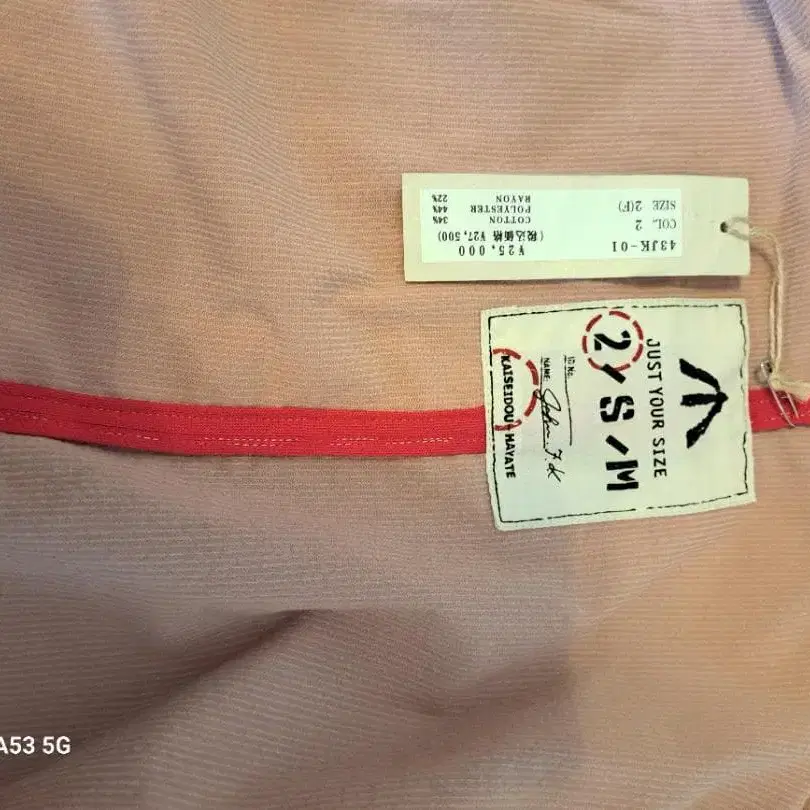 43JK-01
COL. 2
SIZE 2(F)
¥25,000
(税込価格 ¥27,500)
COTTON 34%
POLYESTER 44%
RAYON 22%
JUST YOUR SIZE
2/S/M
ID No.
NAME: John.F.K
KAISEIDOU HAYATE
A53 5G